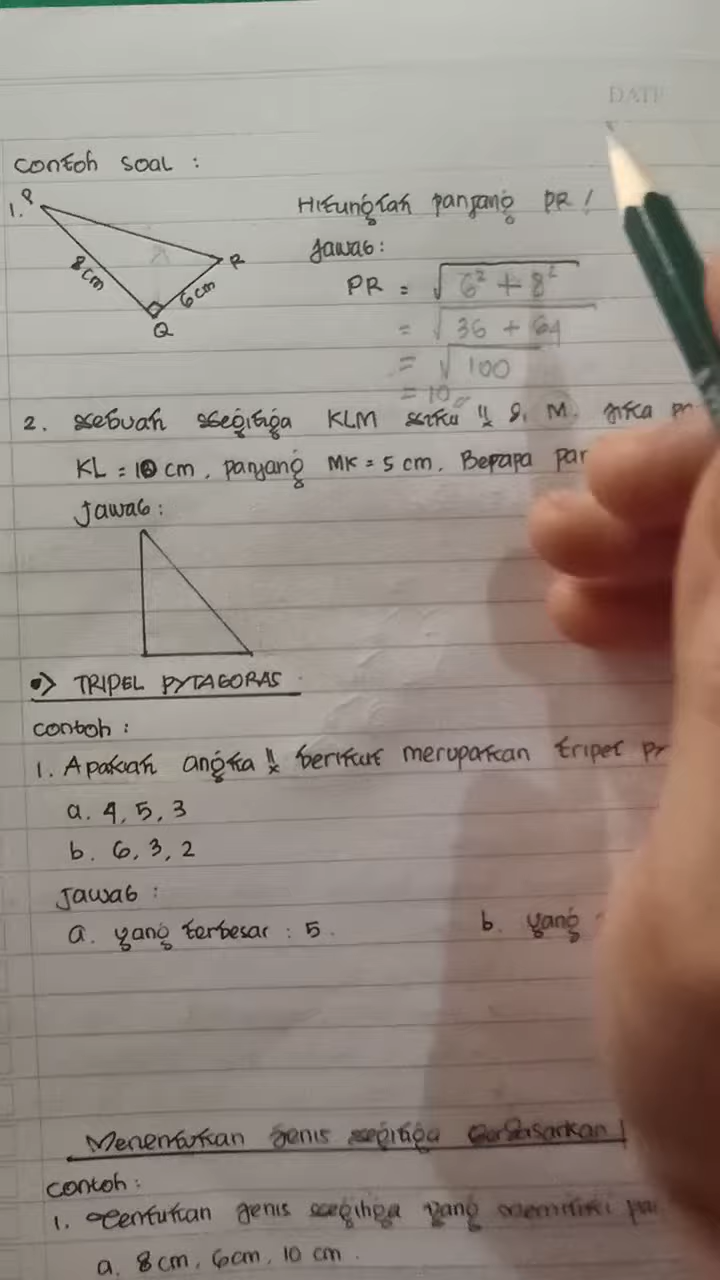 DATE
Contoh soal :
1. P
R
Q
8 cm
6 cm
Hitunglah panjang PR !
Jawab :
PR = √6² + 8²
= √36 + 64
= √100
= 10
2. Sebuah segitiga KLM siku" di M. Jika
KL = 10 cm, panjang MK = 5 cm. Berapa
Jawab :
TRIPEL PYTAGORAS
Contoh :
1. Apakah angka" berikut merupakan tripel
a. 4, 5, 3
b. 6, 3, 2
Jawab :
a. yang terbesar : 5. b. yang
Menentukan jenis segitiga berdasarkan
Contoh :
1. Tentukan jenis segitiga yang memiliki
a. 8 cm, 6 cm, 10 cm.